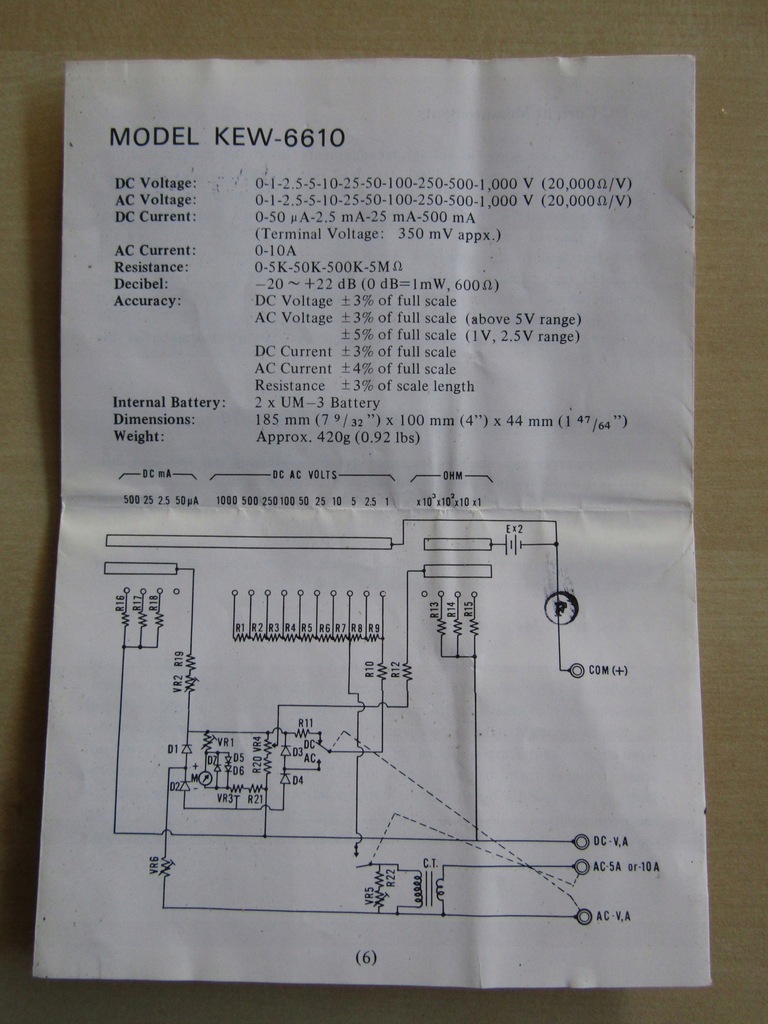 MODEL KEW-6610
DC Voltage: 0-1-2.5-5-10-25-50-100-250-500-1,000 V (20,000Ω/V)
AC Voltage: 0-1-2.5-5-10-25-50-100-250-500-1,000 V (20,000Ω/V)
DC Current: 0-50 μA-2.5 mA-25 mA-500 mA
(Terminal Voltage: 350 mV appx.)
AC Current: 0-10A
Resistance: 0-5K-50K-500K-5MΩ
Decibel: −20 ~ +22 dB (0 dB=1mW, 600Ω)
Accuracy: DC Voltage ±3% of full scale
AC Voltage ±3% of full scale (above 5V range)
±5% of full scale (1V, 2.5V range)
DC Current ±3% of full scale
AC Current ±4% of full scale
Resistance ±3% of scale length
Internal Battery: 2 x UM−3 Battery
Dimensions: 185 mm (7 9/32 ") x 100 mm (4") x 44 mm (1 47/64 ")
Weight: Approx. 420g (0.92 lbs)
DC mA DC AC VOLTS OHM
500 25 2.5 50μA 1000 500 250 100 50 25 10 5 2.5 1 x10³ x10² x10 x1
E x 2
R16 R17 R18
R1 R2 R3 R4 R5 R6 R7 R8 R9
R13 R14 R15
F
COM (+)
R19 VR2 R10 R12
R11
D1 VR1 VR4 D3 DC
D7 D5 R20 AC
D2 + M − D6 D4
VR3 R21
DC-V,A
VR6 C.T. AC-5A or-10A
VR5 R22
AC-V,A
(6)